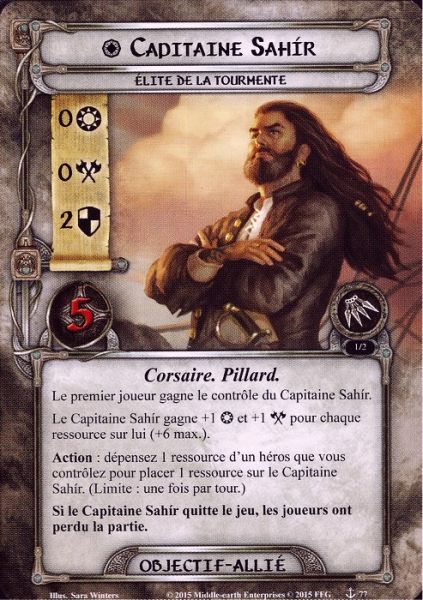 CAPITAINE SAHÍR
ÉLITE DE LA TOURMENTE
0
0
2
5
1/2
Corsaire. Pillard.
Le premier joueur gagne le contrôle du Capitaine Sahír.
Le Capitaine Sahír gagne +1 et +1 pour chaque
ressource sur lui (+6 max.).
Action : dépensez 1 ressource d'un héros que vous
contrôlez pour placer 1 ressource sur le Capitaine
Sahír. (Limite : une fois par tour.)
Si le Capitaine Sahír quitte le jeu, les joueurs ont
perdu la partie.
OBJECTIF-ALLIÉ
Illus. Sara Winters © 2015 Middle-earth Enterprises © 2015 FFG 77